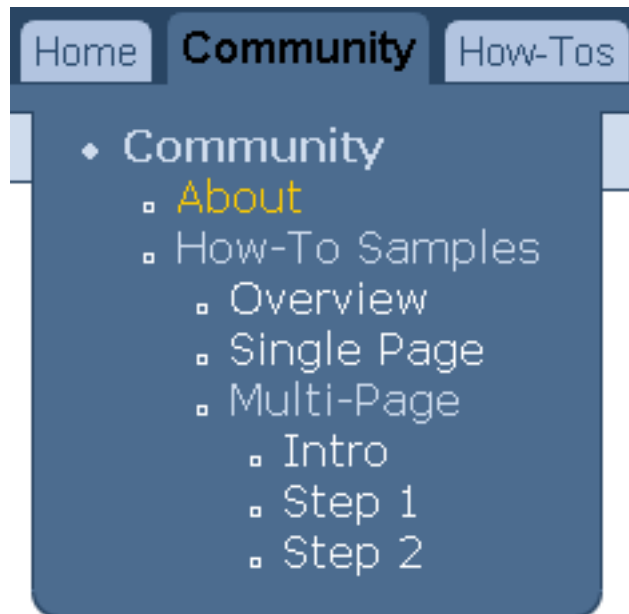 Home Community How-Tos
Community
About
How-To Samples
Overview
Single Page
Multi-Page
Intro
Step 1
Step 2